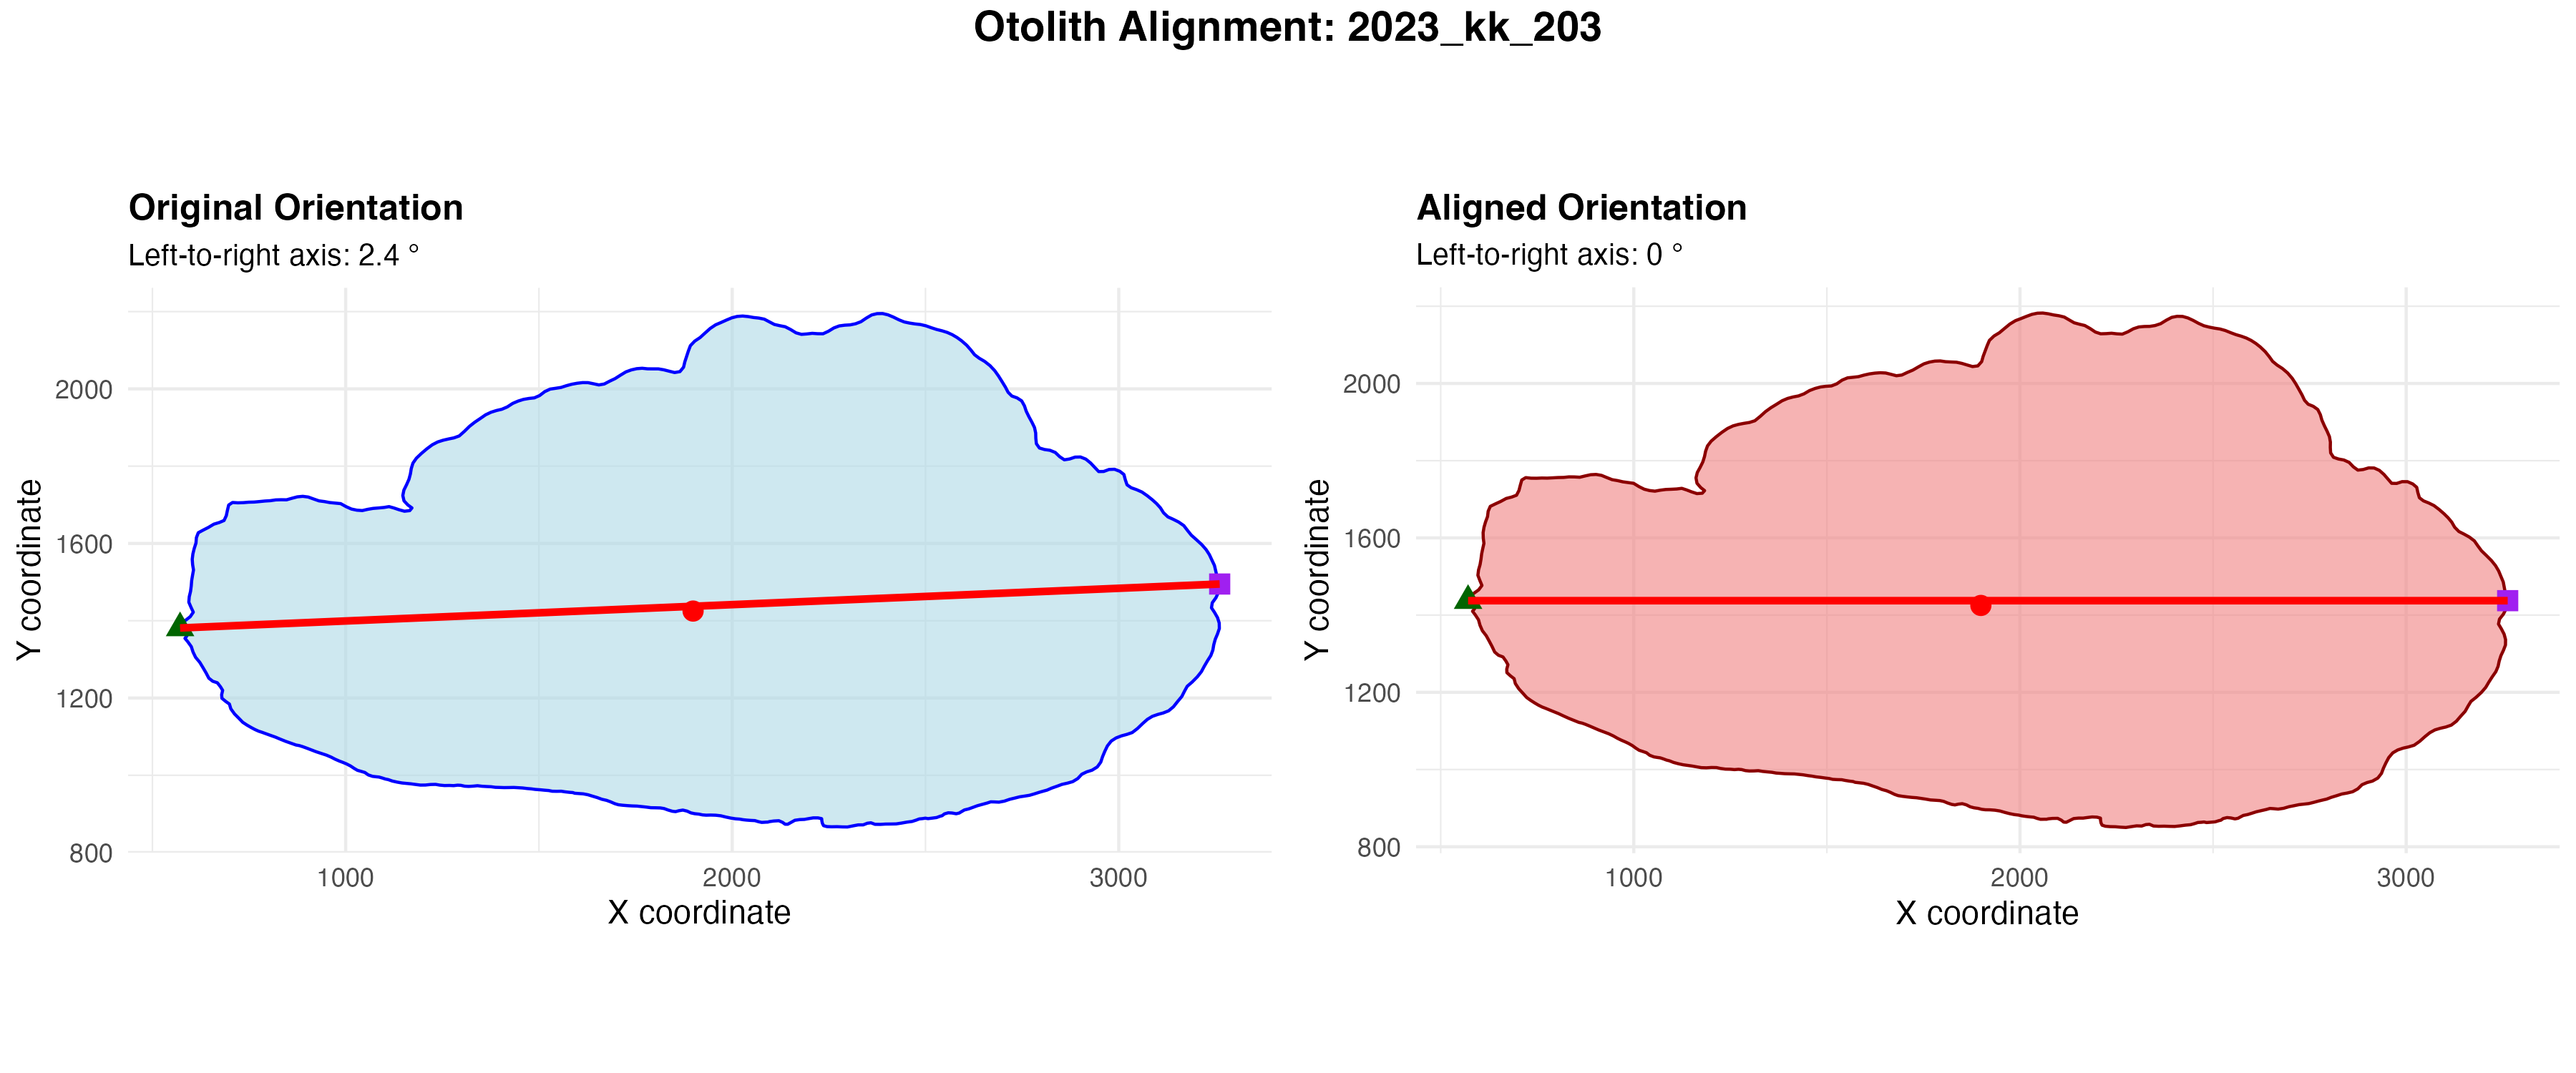 Otolith Alignment: 2023_kk_203
Original Orientation
Left-to-right axis: 2.4 °
Y coordinate
2000
1600
1200
800
1000
2000
3000
X coordinate
Aligned Orientation
Left-to-right axis: 0 °
Y coordinate
2000
1600
1200
800
1000
2000
3000
X coordinate